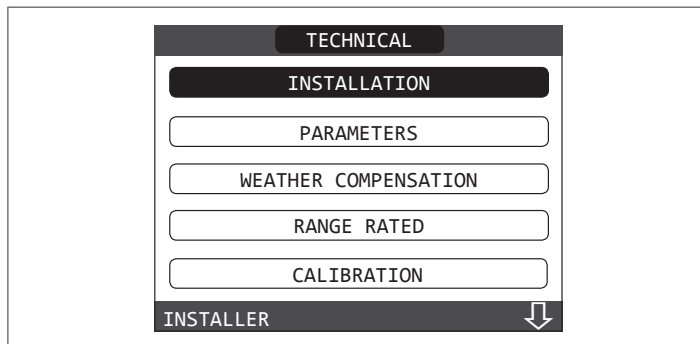 TECHNICAL
INSTALLATION
PARAMETERS
WEATHER COMPENSATION
RANGE RATED
CALIBRATION
INSTALLER